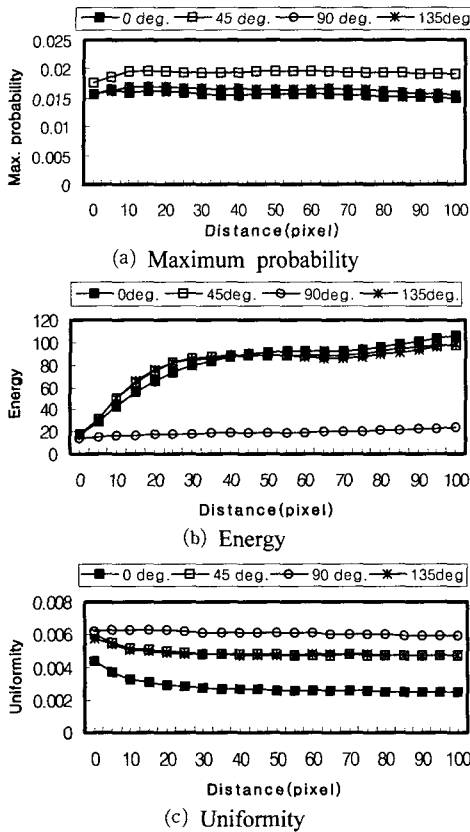 0 deg. 45 deg. 90 deg. 135deg
0.025
0.02
0.015
0.01
0.005
0
Max. probability
0 10 20 30 40 50 60 70 80 90 100
Distance(pixel)
(a) Maximum probability
0deg. 45deg. 90deg. 135deg.
120
100
80
60
40
20
0
Energy
0 10 20 30 40 50 60 70 80 90 100
Distance(pixel)
(b) Energy
0 deg. 45 deg. 90 deg. 135deg
0.008
0.006
0.004
0.002
0
Uniformity
0 10 20 30 40 50 60 70 80 90 100
Distance(pixel)
(c) Uniformity